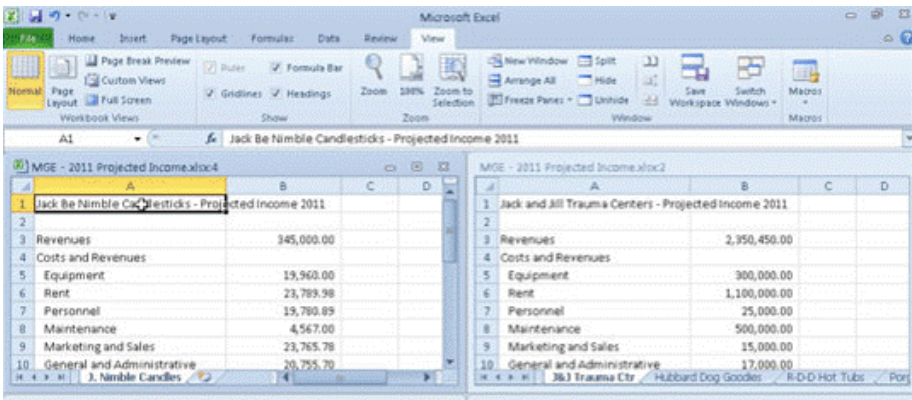 Microsoft Excel
File Home Insert Page Layout Formulas Data Review View
Normal Page Layout Page Break Preview Custom Views Full Screen
Workbook Views
Ruler Formula Bar Gridlines Headings
Show
Zoom 100% Zoom to Selection
Zoom
New Window Arrange All Freeze Panes Split Hide Unhide Save Workspace Switch Windows
Window
Macros
Macros
A1 fx Jack Be Nimble Candlesticks - Projected Income 2011
MGE - 2011 Projected Income.xlsx:4
A B C D
1 Jack Be Nimble Candlesticks - Projected Income 2011
2
3 Revenues 345,000.00
4 Costs and Revenues
5 Equipment 19,960.00
6 Rent 23,789.98
7 Personnel 19,780.89
8 Maintenance 4,567.00
9 Marketing and Sales 23,765.78
10 General and Administrative 20,755.70
J. Nimble Candles
MGE - 2011 Projected Income.xlsx:2
A B C D
1 Jack and Jill Trauma Centers - Projected Income 2011
2
3 Revenues 2,350,450.00
4 Costs and Revenues
5 Equipment 300,000.00
6 Rent 1,100,000.00
7 Personnel 25,000.00
8 Maintenance 500,000.00
9 Marketing and Sales 15,000.00
10 General and Administrative 17,000.00
J&J Trauma Ctr Hubbard Dog Goodies R-D-D Hot Tubs